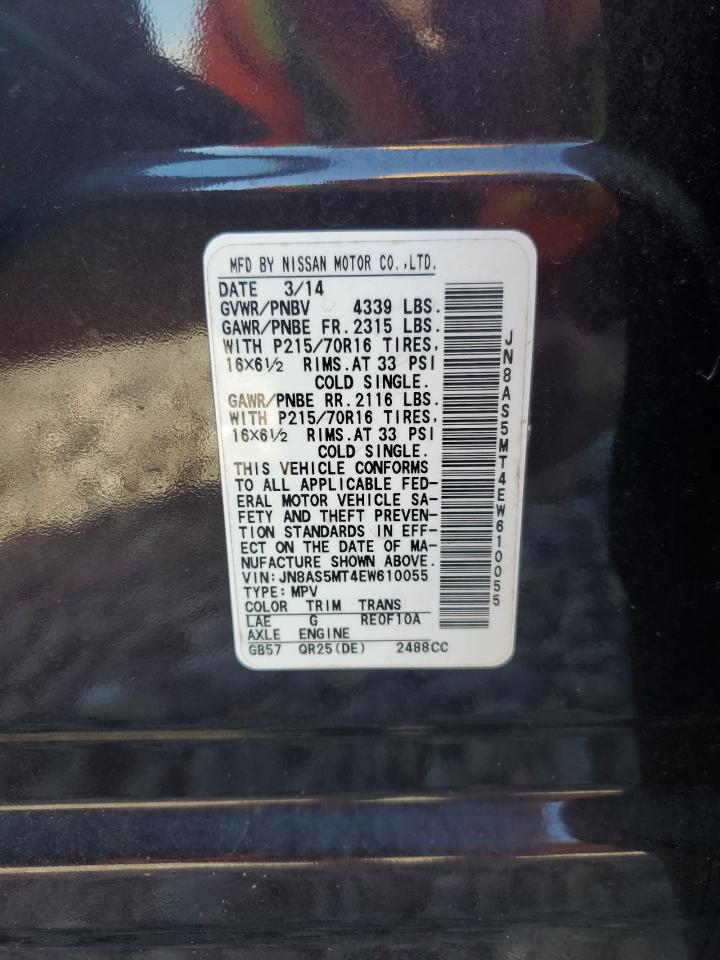 MFD BY NISSAN MOTOR CO.,LTD.
DATE 3/14
GVWR/PNBV 4339 LBS.
GAWR/PNBE FR.2315 LBS.
WITH P215/70R16 TIRES,
16X6½ RIMS.AT 33 PSI
COLD SINGLE.
GAWR/PNBE RR.2116 LBS.
WITH P215/70R16 TIRES,
16X6½ RIMS.AT 33 PSI
COLD SINGLE.
THIS VEHICLE CONFORMS
TO ALL APPLICABLE FED-
ERAL MOTOR VEHICLE SA-
FETY AND THEFT PREVEN-
TION STANDARDS IN EFF-
ECT ON THE DATE OF MA-
NUFACTURE SHOWN ABOVE.
VIN:JN8AS5MT4EW610055
TYPE:MPV
COLOR TRIM TRANS
LAE G RE0F10A
AXLE ENGINE
GB57 QR25(DE) 2488CC
JN8AS5MT4EW610055